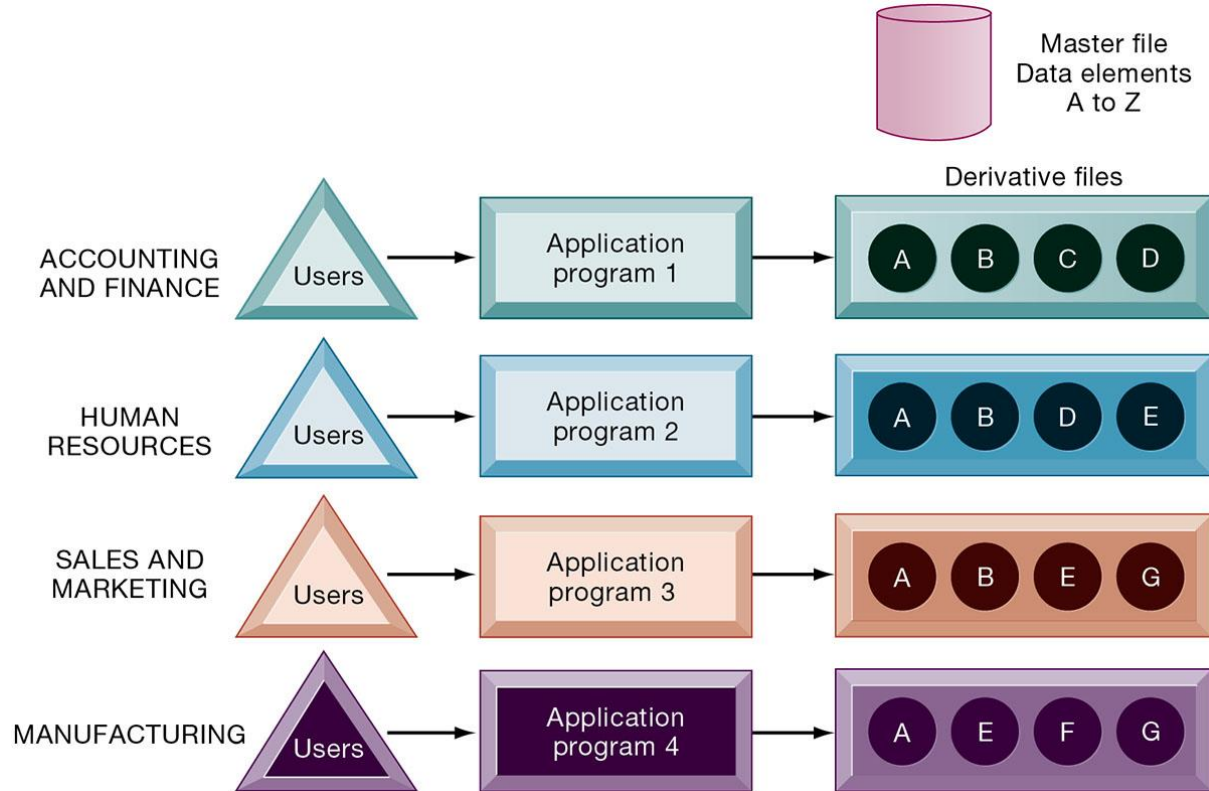 Master file
Data elements
A to Z
Derivative files
ACCOUNTING
AND FINANCE
Users
Application
program 1
A B C D
HUMAN
RESOURCES
Users
Application
program 2
A B D E
SALES AND
MARKETING
Users
Application
program 3
A B E G
MANUFACTURING
Users
Application
program 4
A E F G